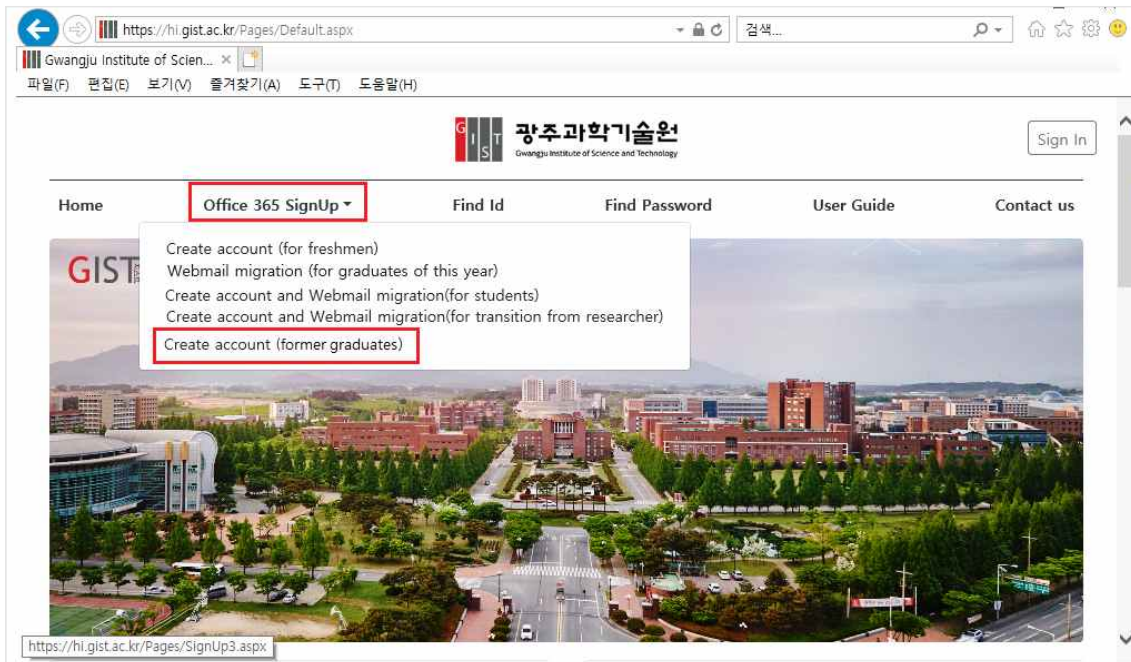 https://hi.gist.ac.kr/Pages/Default.aspx
검색...
Gwangju Institute of Scien...
파일(F) 편집(E) 보기(V) 즐겨찾기(A) 도구(T) 도움말(H)
GIST 광주과학기술원
Gwangju Institute of Science and Technology
Sign In
Home Office 365 SignUp Find Id Find Password User Guide Contact us
Create account (for freshmen)
Webmail migration (for graduates of this year)
Create account and Webmail migration(for students)
Create account and Webmail migration(for transition from researcher)
Create account (former graduates)
GIST
https://hi.gist.ac.kr/Pages/SignUp3.aspx